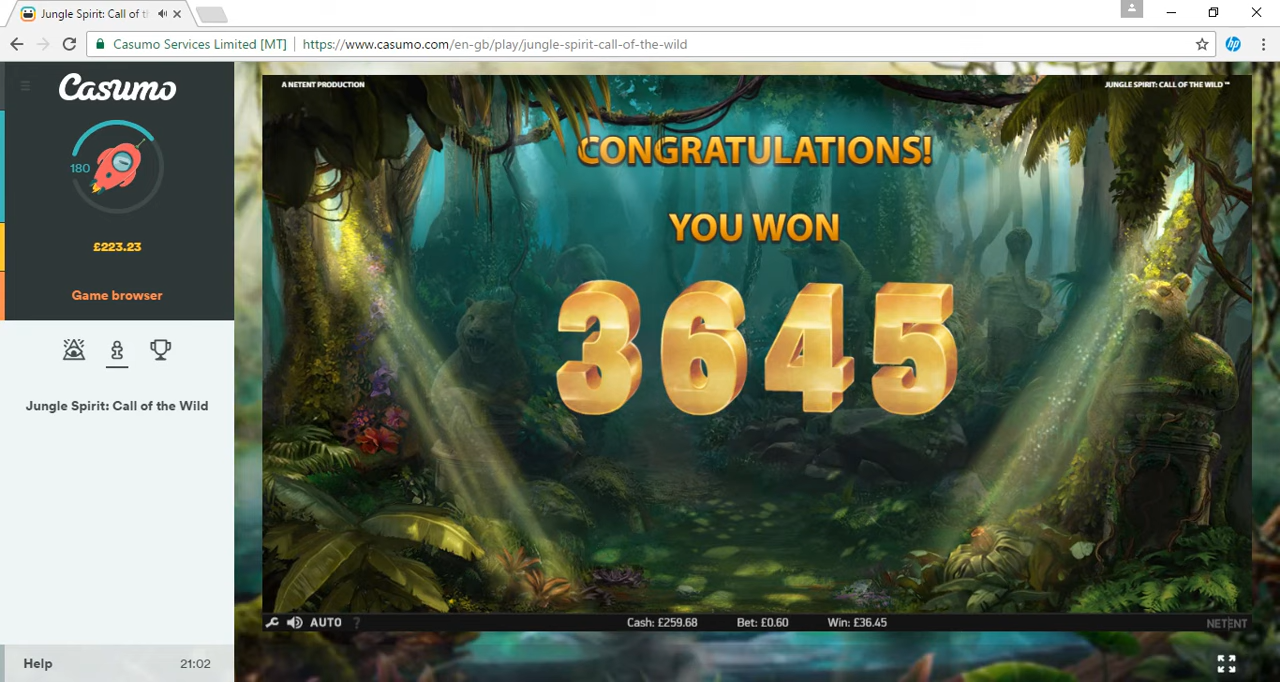 Jungle Spirit: Call of th
Casumo Services Limited [MT]
https://www.casumo.com/en-gb/play/jungle-spirit-call-of-the-wild
hp
Casumo
180
£223.23
Game browser
Jungle Spirit: Call of the Wild
Help
21:02
A NETENT PRODUCTION
JUNGLE SPIRIT: CALL OF THE WILD ™
CONGRATULATIONS!
YOU WON
3645
AUTO ?
Cash: £259.68 Bet: £0.60 Win: £36.45
NETENT